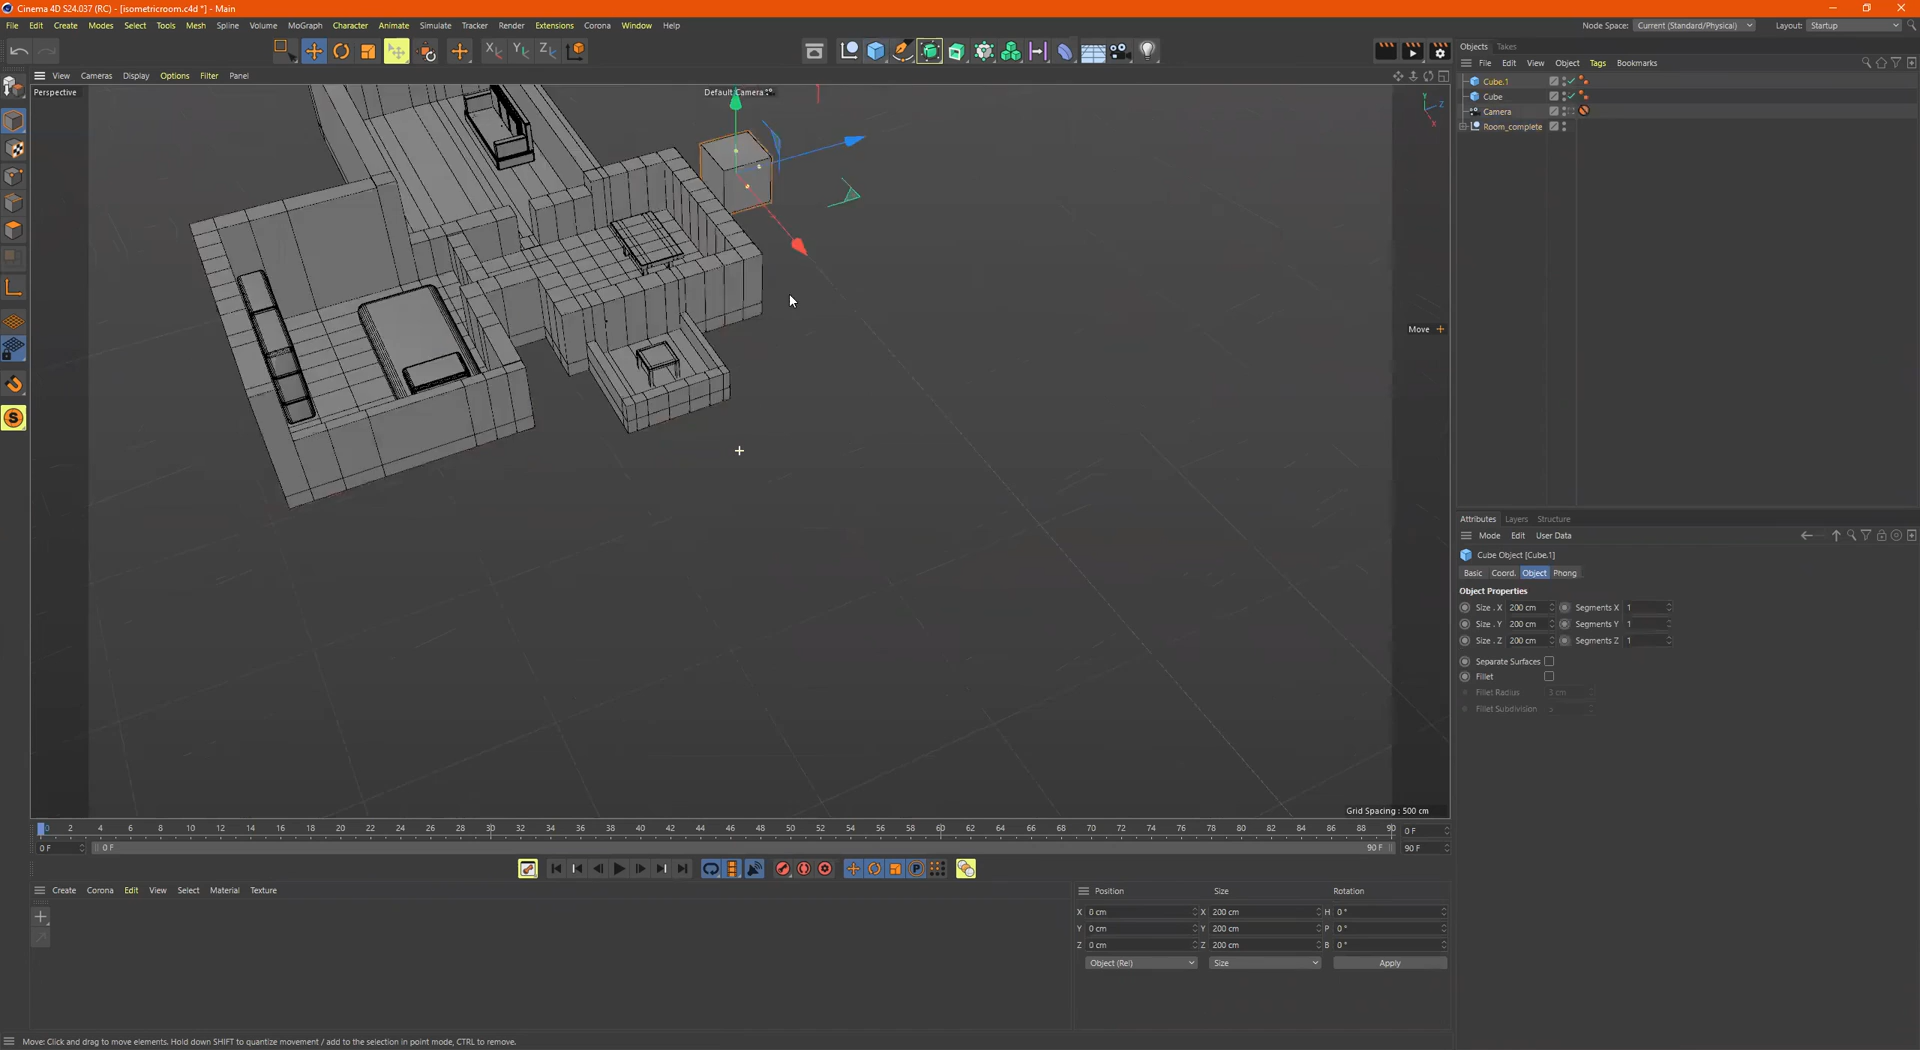 Cinema 4D S24.037 (RC) - [isometricroom.c4d *] - Main
File Edit Create Modes Select Tools Mesh Spline Volume MoGraph Character Animate Simulate Tracker Render Extensions Corona Window Help
Node Space: Current (Standard/Physical) Layout: Startup
Objects Takes
File Edit View Object Tags Bookmarks
View Cameras Display Options Filter Panel
Perspective
Default Camera
Cube.1
Cube
Camera
Room_complete
Y
Z
X
Move
Grid Spacing : 500 cm
Attributes Layers Structure
Mode Edit User Data
Cube Object [Cube.1]
Basic Coord. Object Phong
Object Properties
Size . X 200 cm Segments X 1
Size . Y 200 cm Segments Y 1
Size . Z 200 cm Segments Z 1
Separate Surfaces
Fillet
Fillet Radius 3 cm
Fillet Subdivision 5
0 2 4 6 8 10 12 14 16 18 20 22 24 26 28 30 32 34 36 38 40 42 44 46 48 50 52 54 56 58 60 62 64 66 68 70 72 74 76 78 80 82 84 86 88 90 0 F
0 F 0 F 90 F 90 F
Create Corona Edit View Select Material Texture
Position Size Rotation
X 0 cm X 200 cm H 0 °
Y 0 cm Y 200 cm P 0 °
Z 0 cm Z 200 cm B 0 °
Object (Rel) Size Apply
Move: Click and drag to move elements. Hold down SHIFT to quantize movement / add to the selection in point mode, CTRL to remove.